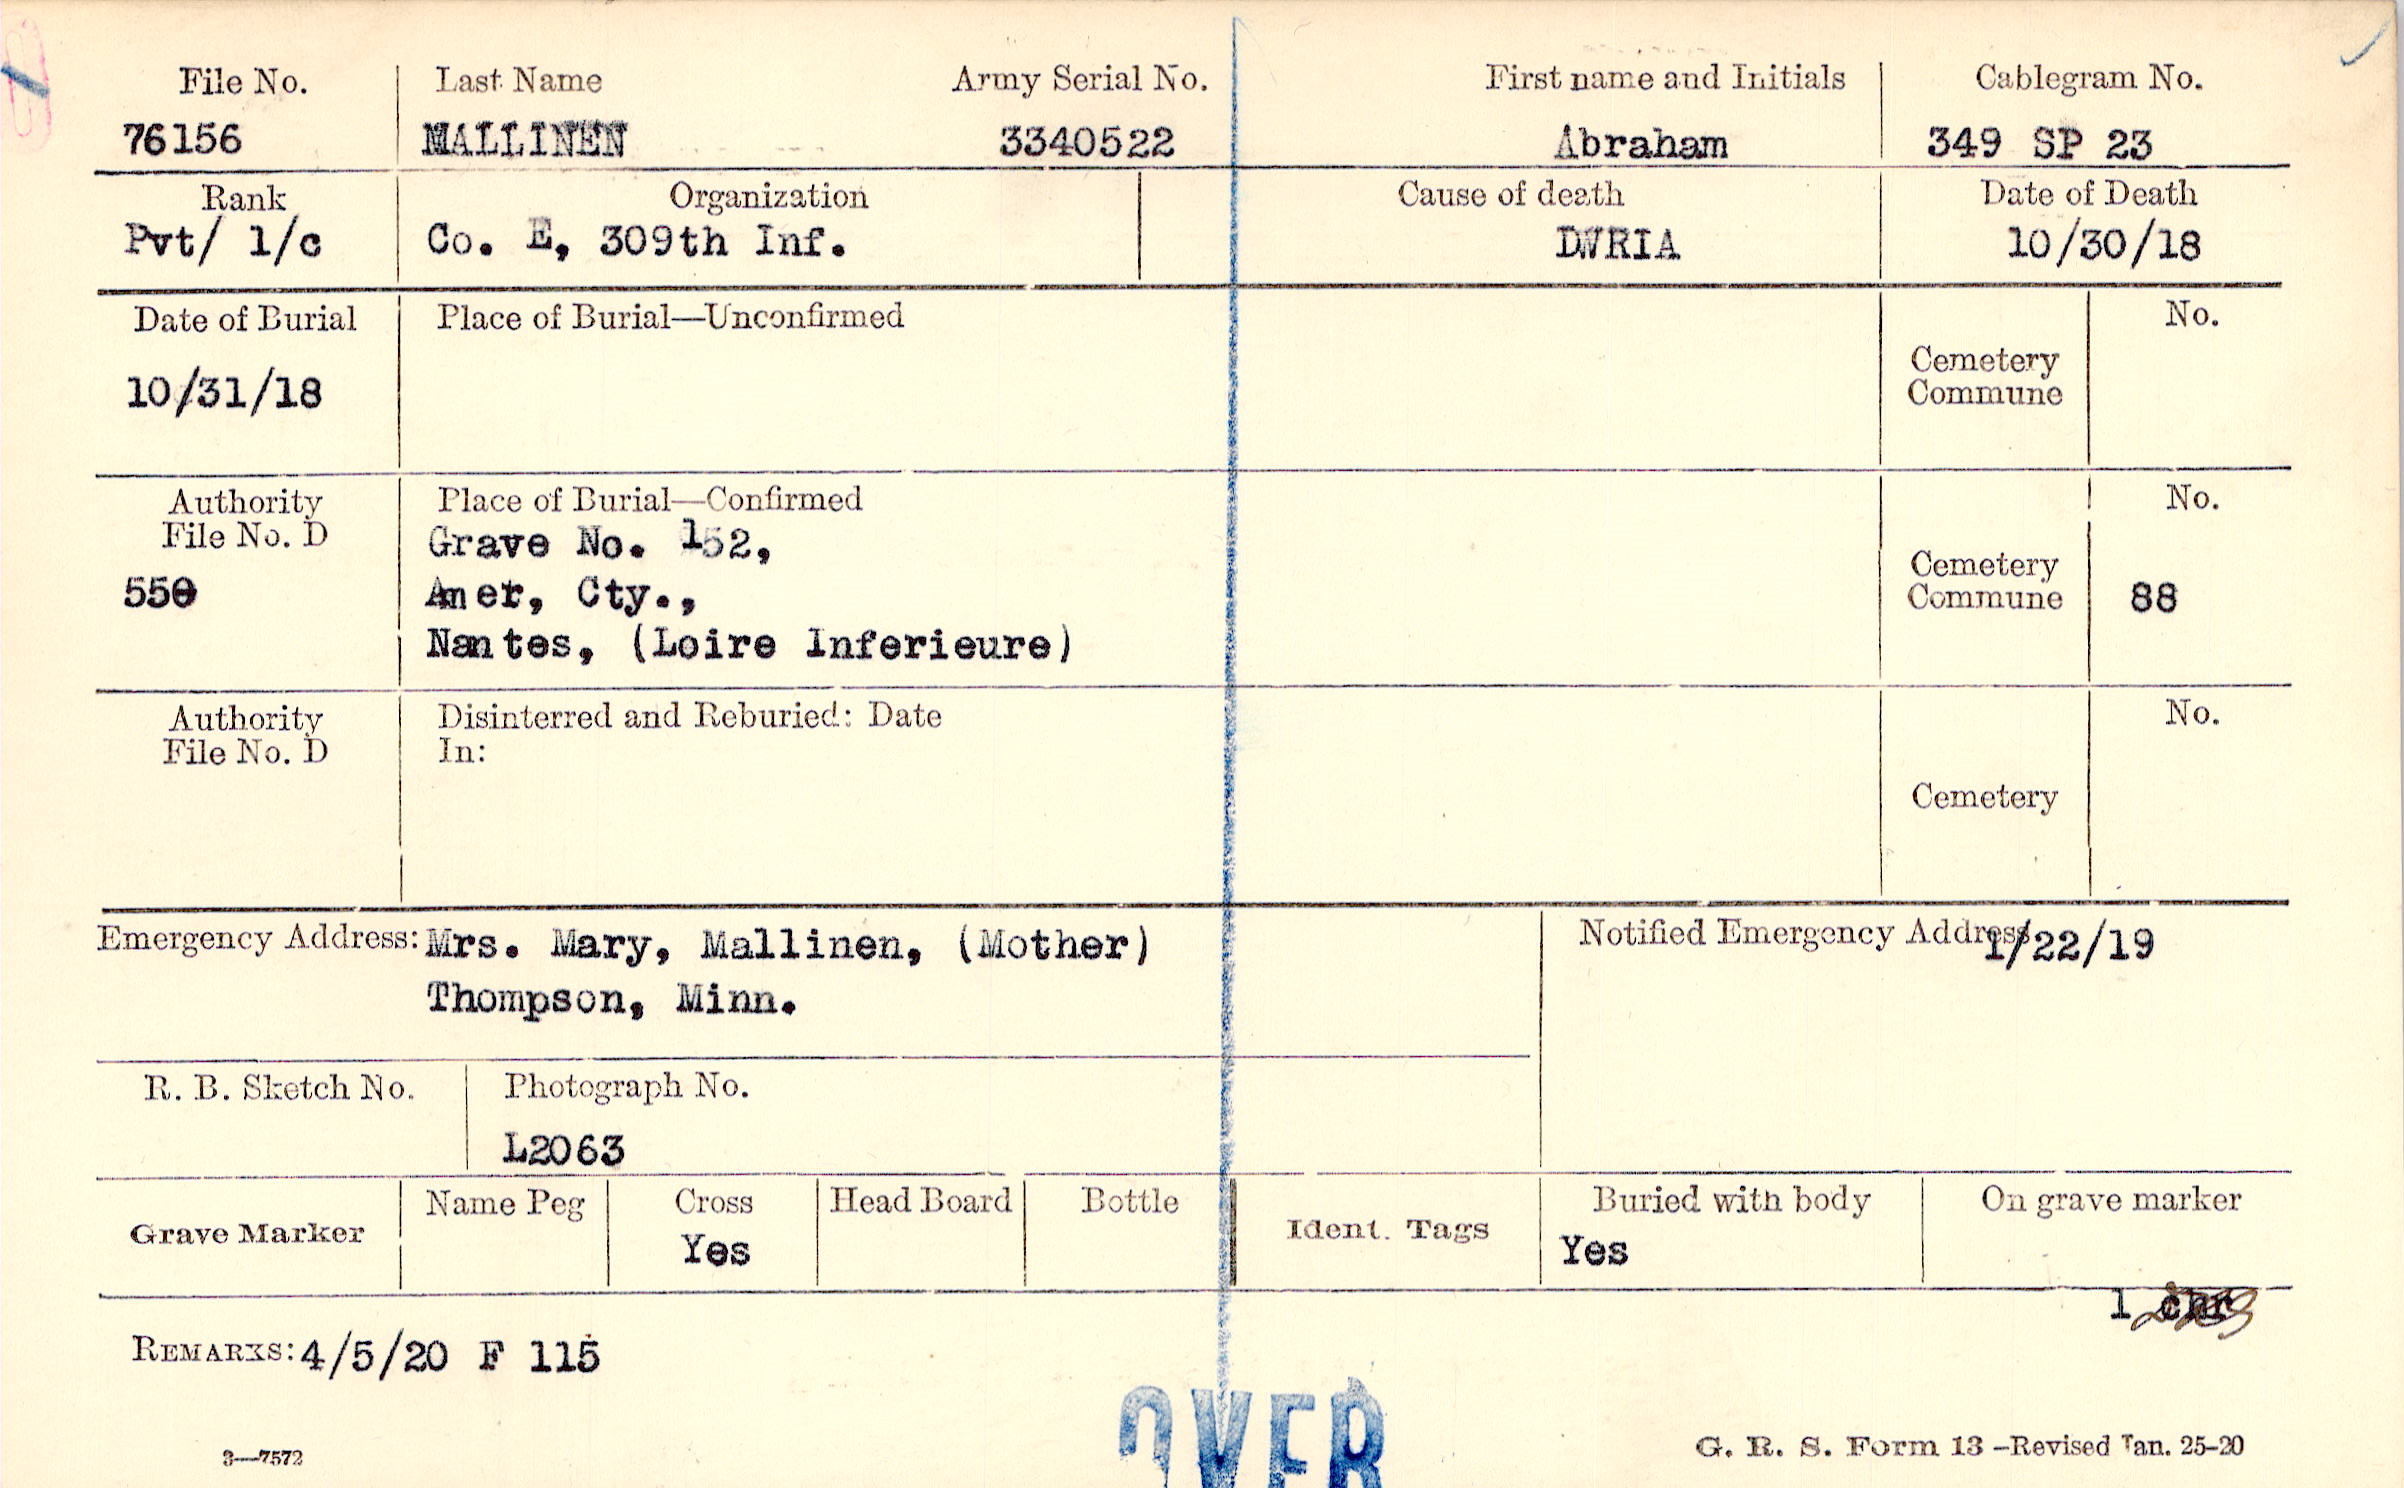 File No. Last Name Army Serial No. First name and Initials Cablegram No.
76156 MALLINEN 3340522 Abraham 349 SP 23
Rank Organization Cause of death Date of Death
Pvt/ 1/c Co. E, 309th Inf. DWRIA 10/30/18
Date of Burial Place of Burial—Unconfirmed No.
Cemetery
Commune
10/31/18
Authority Place of Burial—Confirmed No.
File No. D Grave No. 152,
550 Amer, Cty., Cemetery
Commune 88
Nantes, (Loire Inferieure)
Authority Disinterred and Reburied: Date No.
File No. D In:
Cemetery
Emergency Address: Mrs. Mary, Mallinen, (Mother) Notified Emergency Address 1/22/19
Thompson, Minn.
R. B. Sketch No. Photograph No.
L2063
Grave Marker Name Peg Cross Head Board Bottle Ident. Tags Buried with body On grave marker
Yes Yes
1 chr
REMARKS: 4/5/20 F 115
OVER
3—7572 G. R. S. Form 13—Revised Jan. 25-20